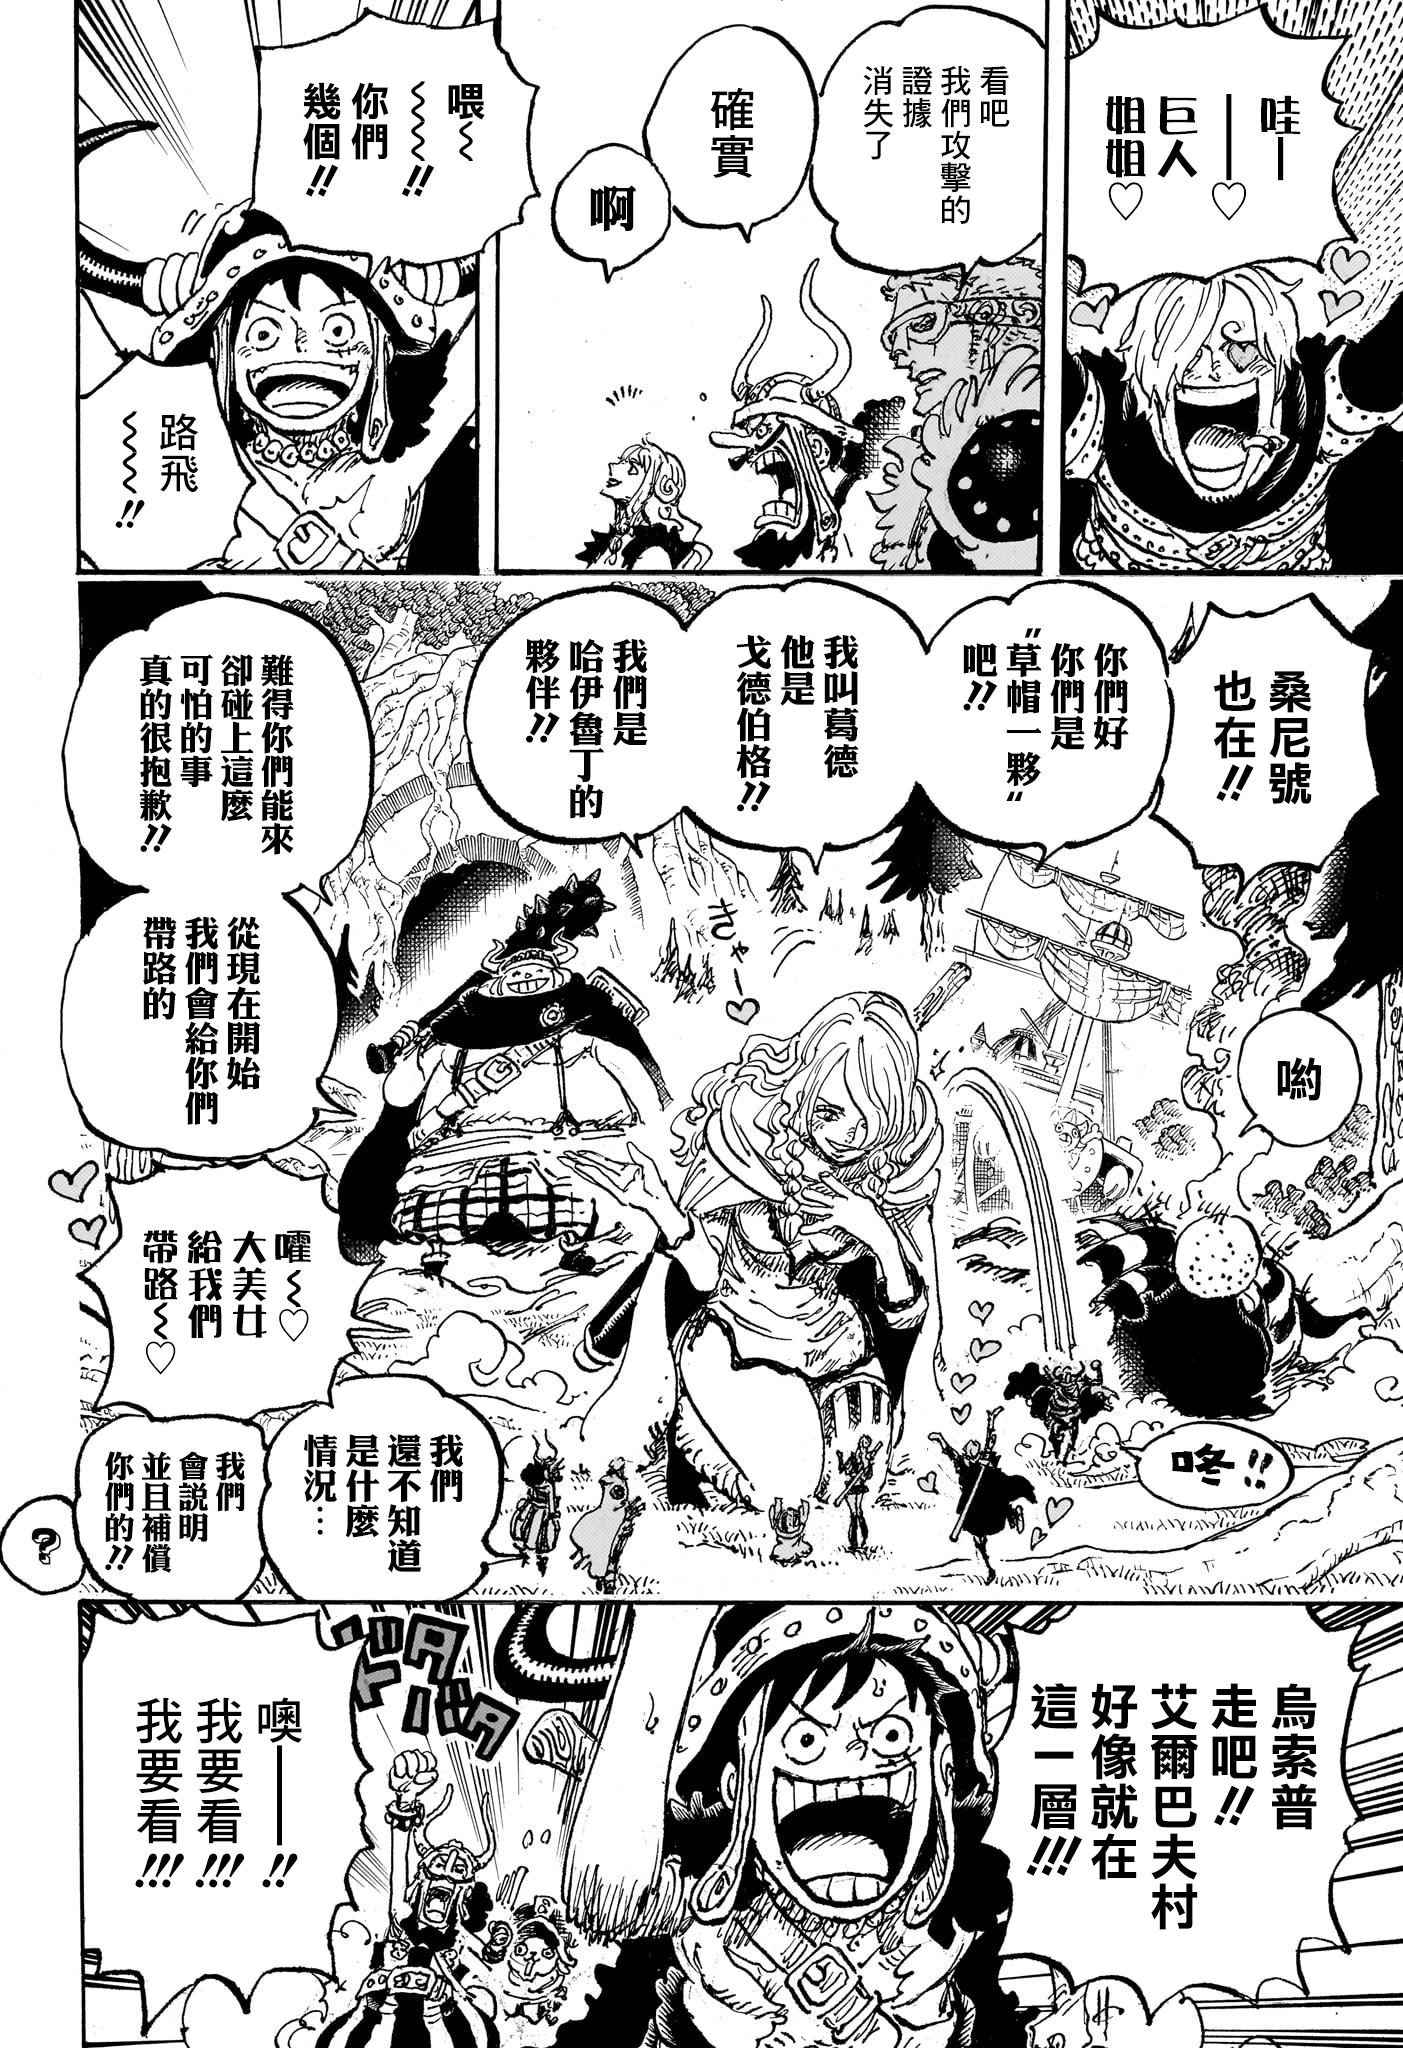 哇—
——♡
巨人
姐姐♡
看吧
我們攻擊的
證據
消失了
確實
啊
喂~
~~~!!
你們
幾個!!
路飛
~~~!!
桑尼號
也在!!
你們好
你們是
"草帽一夥"
吧!!
我叫葛德
他是
戈德伯格!!
我們是
哈伊魯丁的
夥伴!!
難得你們能來
卻碰上這麼
可怕的事
真的很抱歉!!
喲
從現在開始
我們會給你們
帶路的
きゃー♡
嚯~♡
大美女
給我們
帶路~♡
咚!!
我們
還不知道
是什麼
情況…
我們
會説明
並且補償
你們的!!
?
烏索普
走吧!!
艾爾巴夫村
好像就在
這一層!!!
噢——!!
我要看!!!
我要看!!!